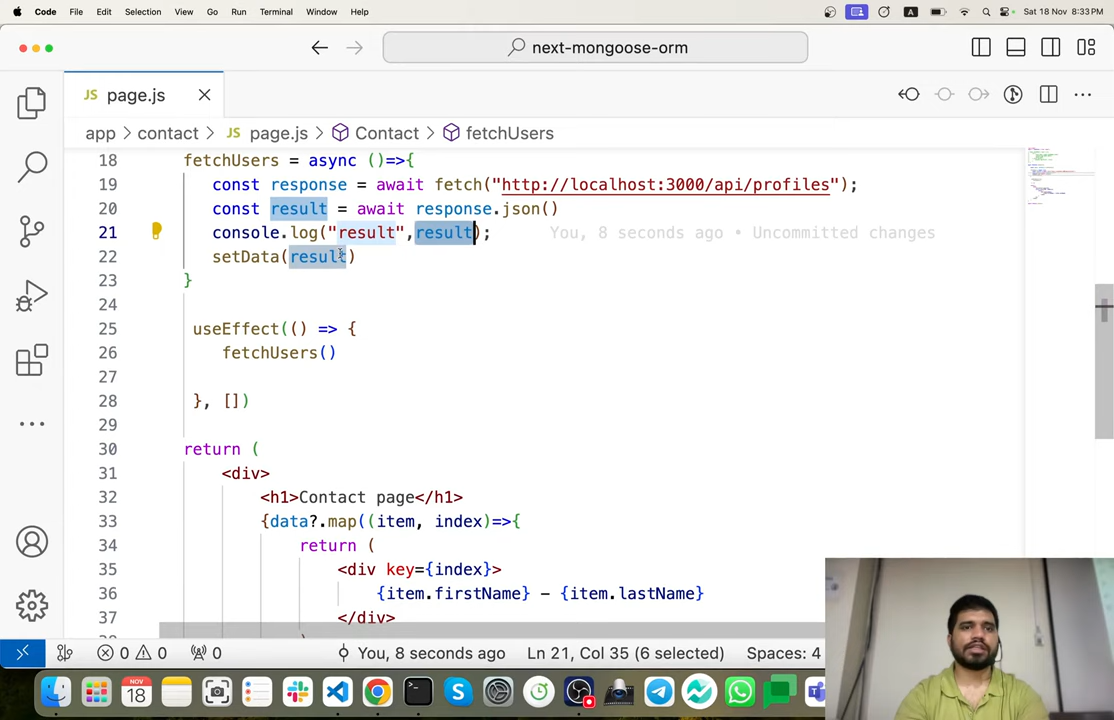 Code File Edit Selection View Go Run Terminal Window Help A Sat 18 Nov 8:33 PM
next-mongoose-orm
JS page.js
app > contact > JS page.js > Contact > fetchUsers
18 fetchUsers = async ()=>{
19 const response = await fetch("http://localhost:3000/api/profiles");
20 const result = await response.json()
21 console.log("result",result); You, 8 seconds ago • Uncommitted changes
22 setData(result)
23 }
24
25 useEffect(() => {
26 fetchUsers()
27
28 }, [])
29
30 return (
31 <div>
32 <h1>Contact page</h1>
33 {data?.map((item, index)=>{
34 return (
35 <div key={index}>
36 {item.firstName} - {item.lastName}
37 </div>
You, 8 seconds ago Ln 21, Col 35 (6 selected) Spaces: 4
0 0 0
NOV
18